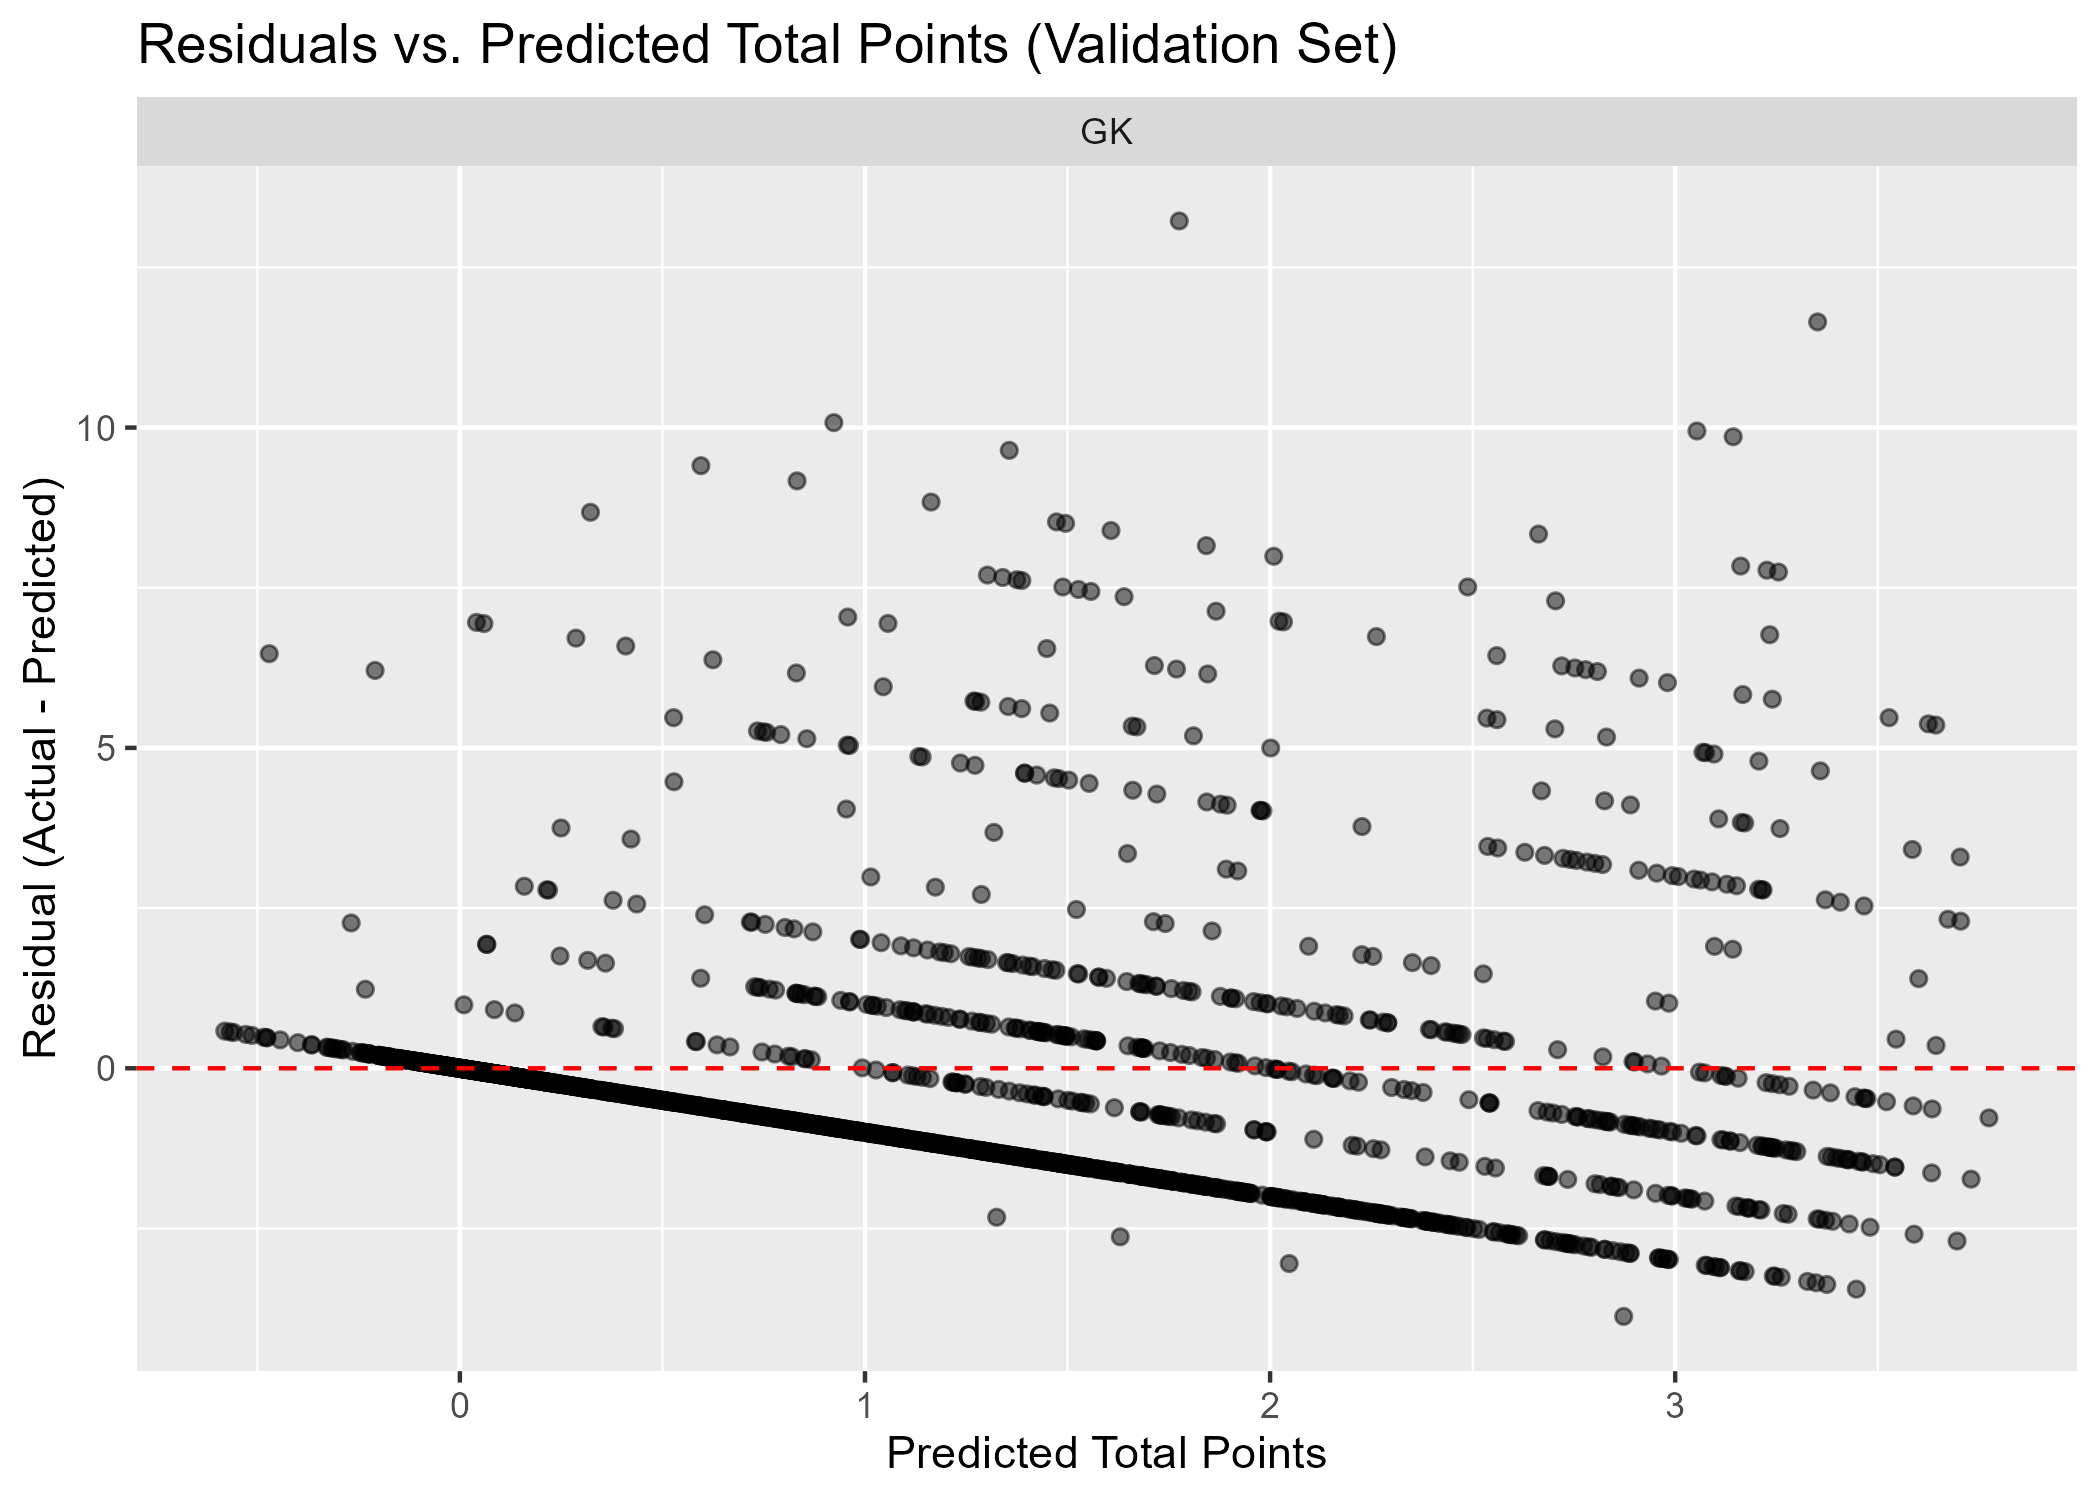 Residuals vs. Predicted Total Points (Validation Set)
GK
Residual (Actual - Predicted)
10
5
0
0 1 2 3
Predicted Total Points